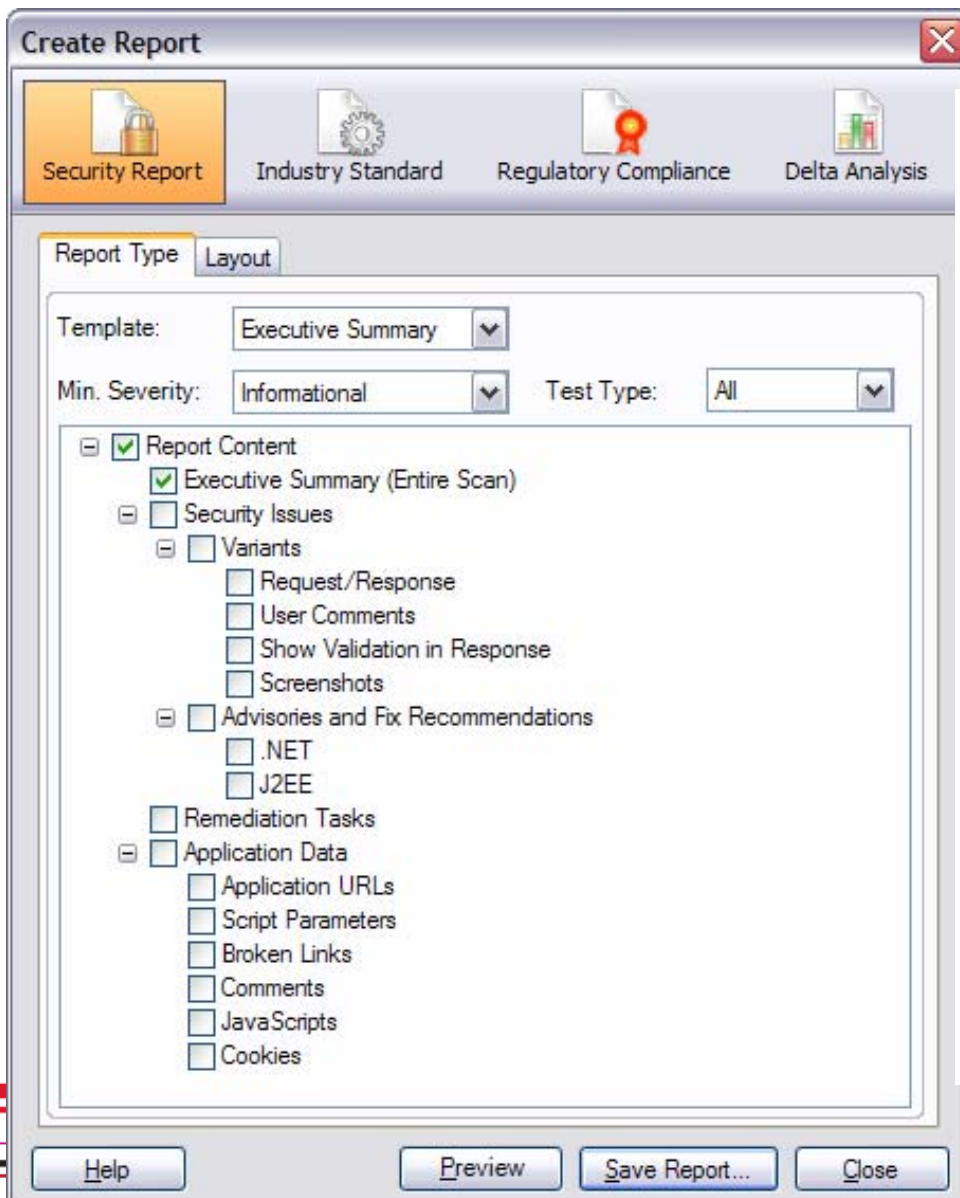 Create Report
Security Report Industry Standard Regulatory Compliance Delta Analysis
Report Type Layout
Template: Executive Summary
Min. Severity: Informational Test Type: All
Report Content
Executive Summary (Entire Scan)
Security Issues
Variants
Request/Response
User Comments
Show Validation in Response
Screenshots
Advisories and Fix Recommendations
.NET
J2EE
Remediation Tasks
Application Data
Application URLs
Script Parameters
Broken Links
Comments
JavaScripts
Cookies
Help Preview Save Report... Close